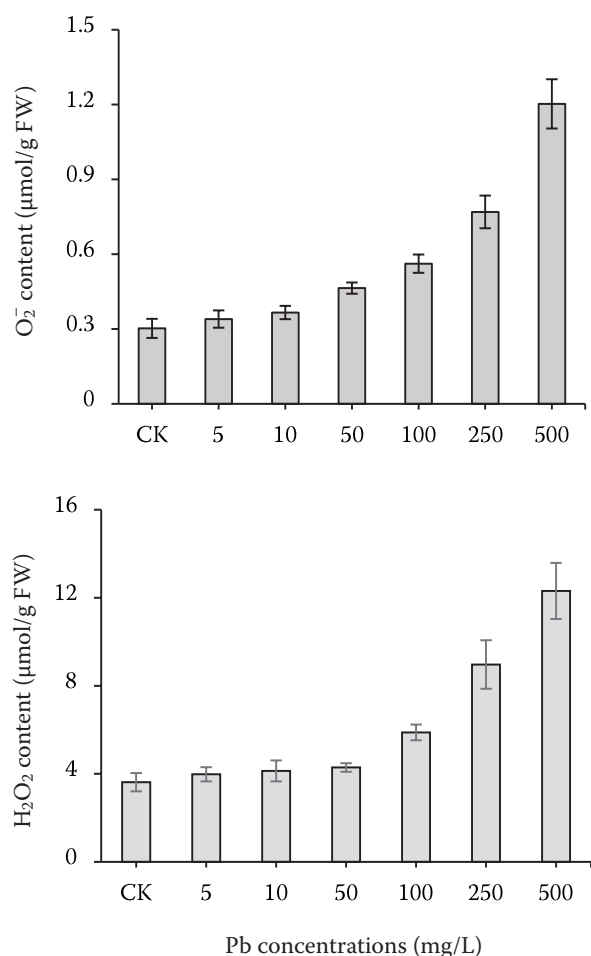 O₂⁻ content (μmol/g FW)
1.5
1.2
0.9
0.6
0.3
0
CK 5 10 50 100 250 500
H₂O₂ content (μmol/g FW)
16
12
8
4
0
CK 5 10 50 100 250 500
Pb concentrations (mg/L)